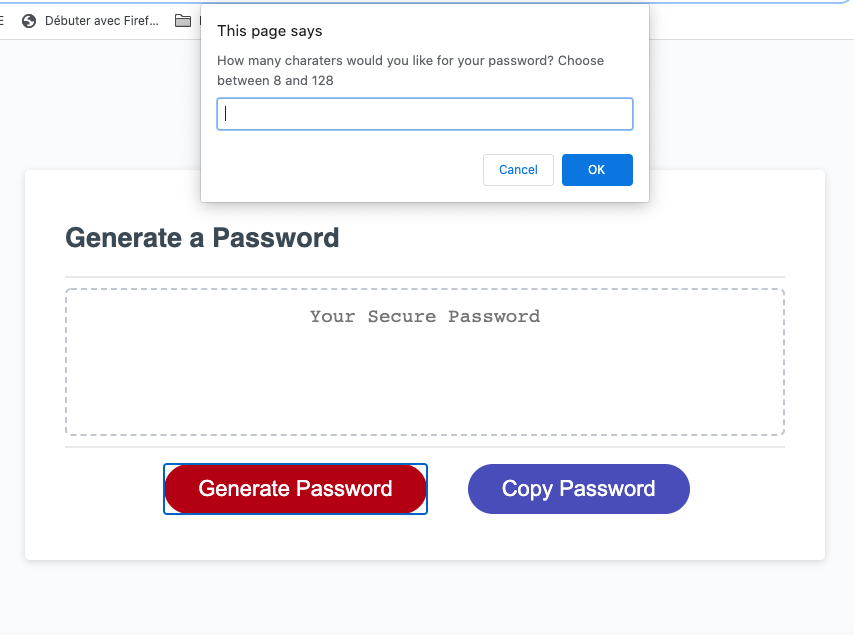 Débuter avec Firef...
This page says
How many charaters would you like for your password? Choose
between 8 and 128
Cancel
OK
Generate a Password
Your Secure Password
Generate Password
Copy Password